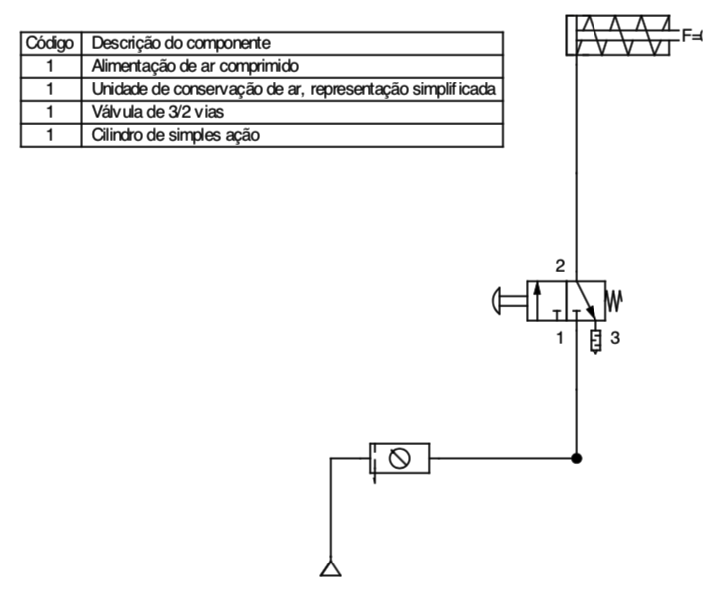 Código Descrição do componente
1 Alimentação de ar comprimido
1 Unidade de conservação de ar, representação simplificada
1 Válvula de 3/2 vias
1 Cilindro de simples ação
F=
2
1 3